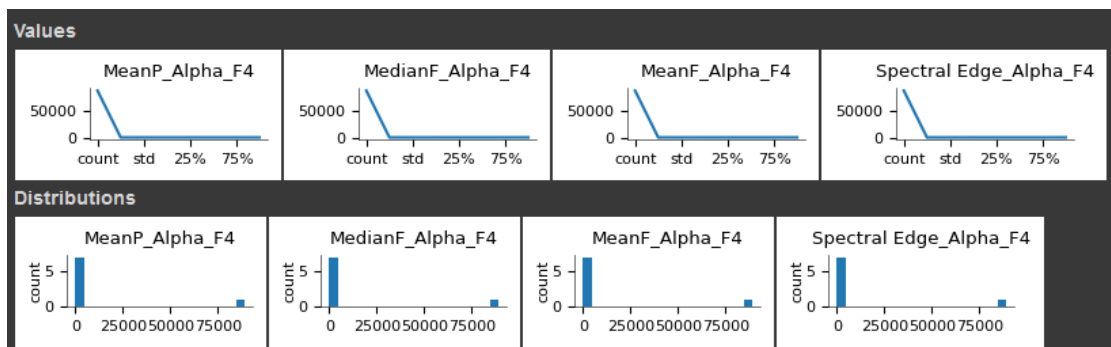 Values
MeanP_Alpha_F4 MedianF_Alpha_F4 MeanF_Alpha_F4 Spectral Edge_Alpha_F4
50000 50000 50000 50000
0 0 0 0
count std 25% 75% count std 25% 75% count std 25% 75% count std 25% 75%
Distributions
MeanP_Alpha_F4 MedianF_Alpha_F4 MeanF_Alpha_F4 Spectral Edge_Alpha_F4
count 5 count 5 count 5 count 5
0 0 0 0
0 25000 50000 75000 0 25000 50000 75000 0 25000 50000 75000 0 25000 50000 75000